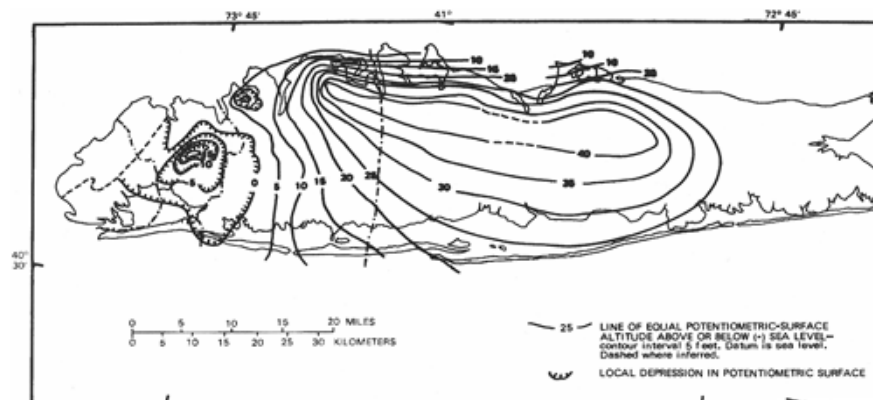 73° 45' 41° 72° 45'
10
15
25
10
10
25
40
35
30
5 10 15 20 25
0
5
40°
30'
0 5 10 15 20 MILES
0 5 10 15 20 25 30 KILOMETERS
25 LINE OF EQUAL POTENTIOMETRIC-SURFACE
ALTITUDE ABOVE OR BELOW (-) SEA LEVEL—
contour interval 5 feet. Datum is sea level.
Dashed where inferred.
LOCAL DEPRESSION IN POTENTIOMETRIC SURFACE